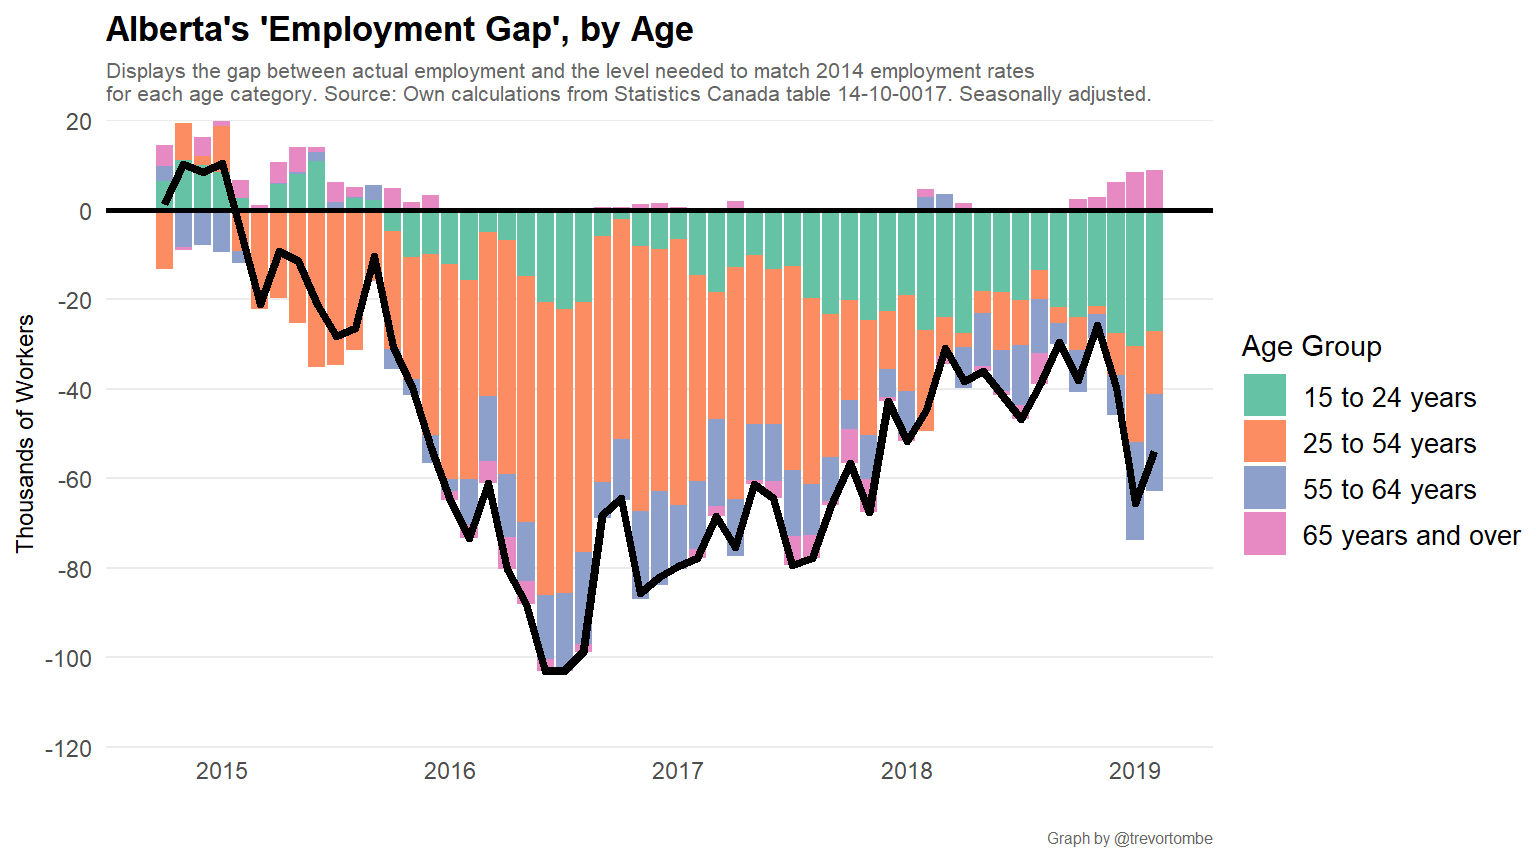 Alberta's 'Employment Gap', by Age
Displays the gap between actual employment and the level needed to match 2014 employment rates
for each age category. Source: Own calculations from Statistics Canada table 14-10-0017. Seasonally adjusted.
Thousands of Workers
20
0
-20
-40
-60
-80
-100
-120
2015
2016
2017
2018
2019
Age Group
15 to 24 years
25 to 54 years
55 to 64 years
65 years and over
Graph by @trevortombe